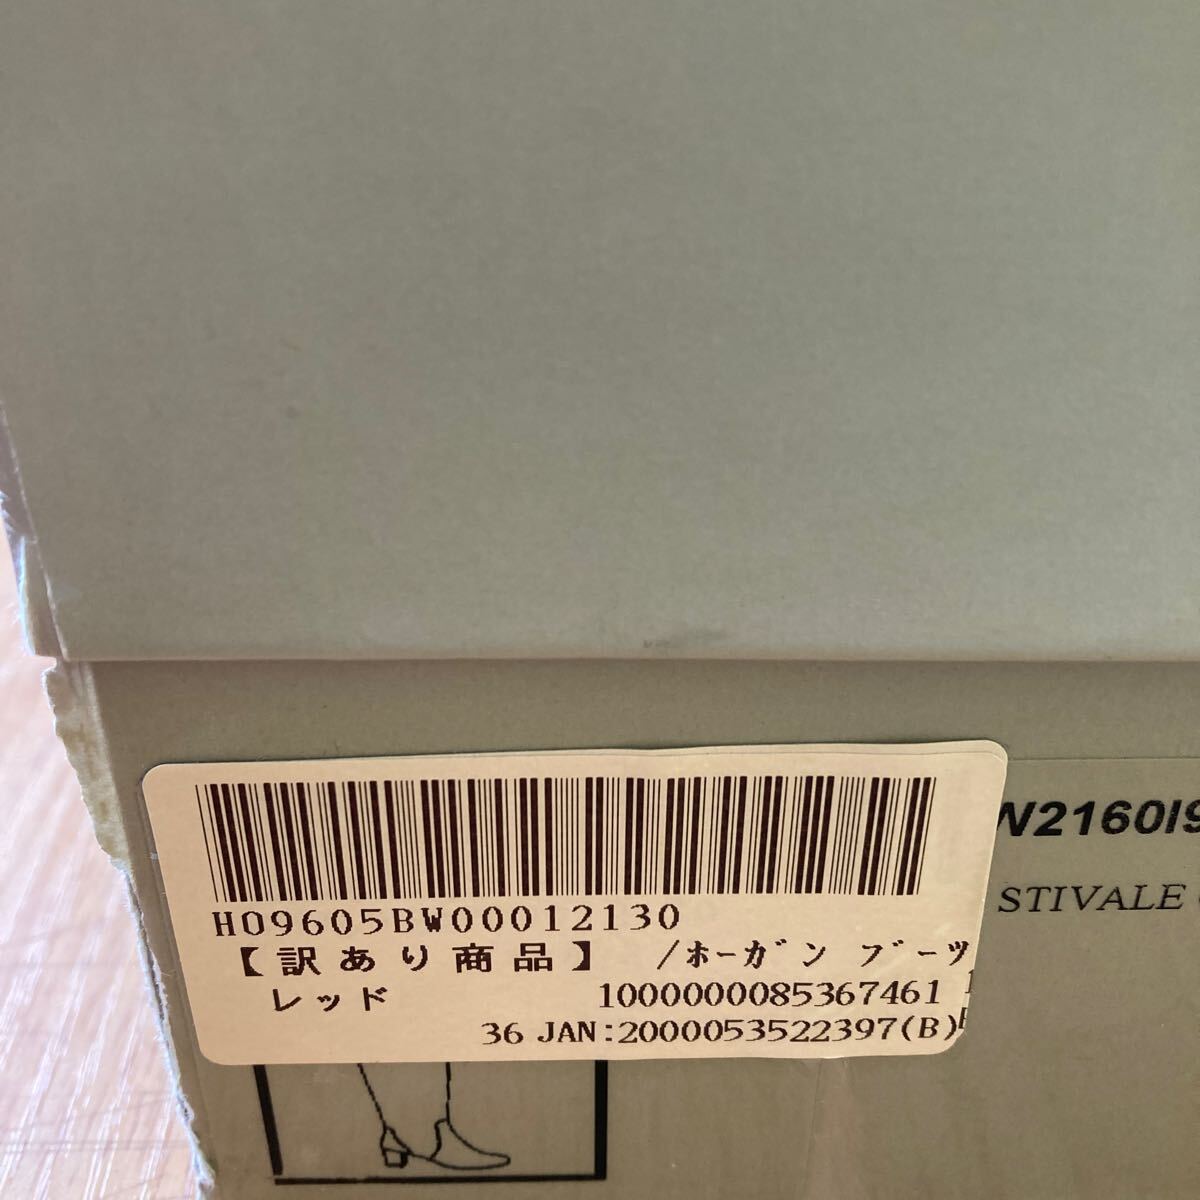 H09605BW00012130
【訳あり商品】 /ホーガン ブーツ
レッド 1000000085367461
36 JAN:2000053522397(B)
W2160I9
STIVALE